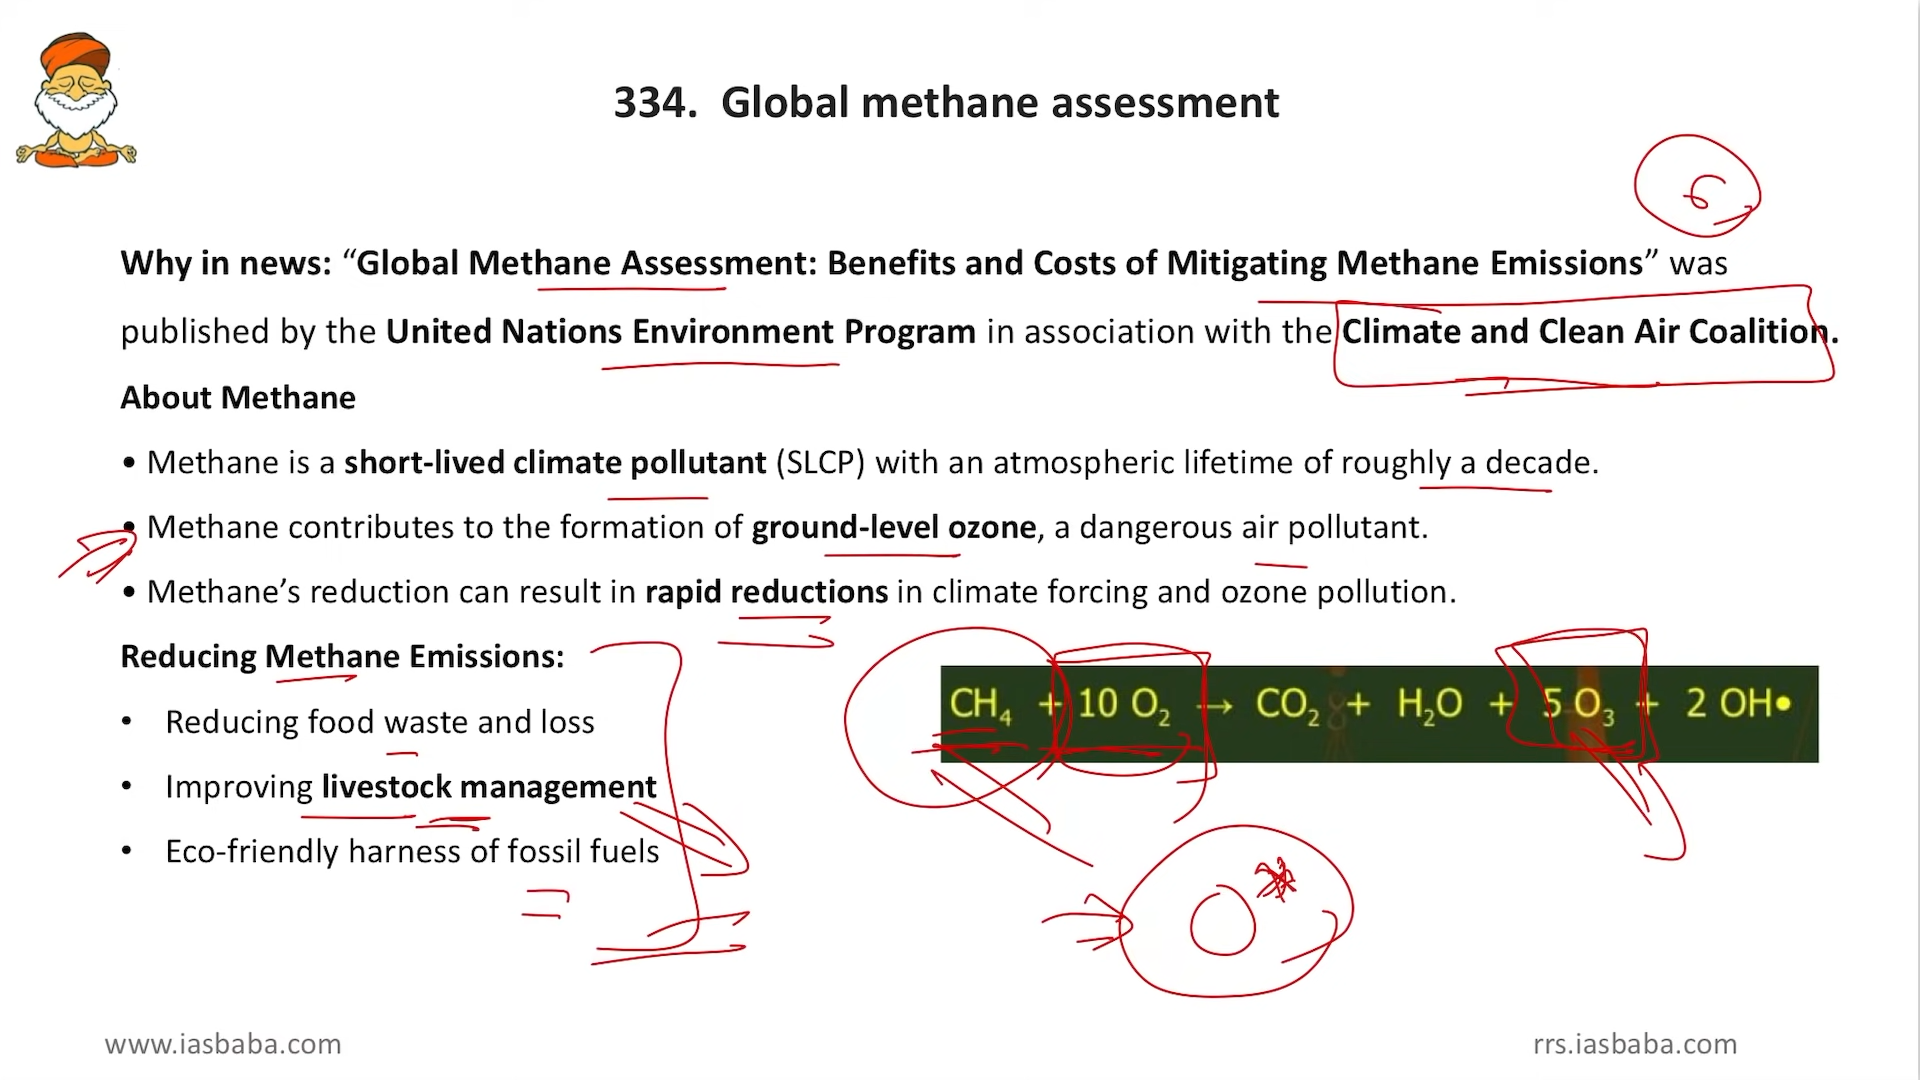 334. Global methane assessment
6
Why in news: “Global Methane Assessment: Benefits and Costs of Mitigating Methane Emissions” was
published by the United Nations Environment Program in association with the Climate and Clean Air Coalition.
About Methane
• Methane is a short-lived climate pollutant (SLCP) with an atmospheric lifetime of roughly a decade.
• Methane contributes to the formation of ground-level ozone, a dangerous air pollutant.
• Methane’s reduction can result in rapid reductions in climate forcing and ozone pollution.
Reducing Methane Emissions:
• Reducing food waste and loss
• Improving livestock management
• Eco-friendly harness of fossil fuels
CH₄ + 10 O₂ → CO₂ + H₂O + 5 O₃ + 2 OH•
O*
www.iasbaba.com
rrs.iasbaba.com